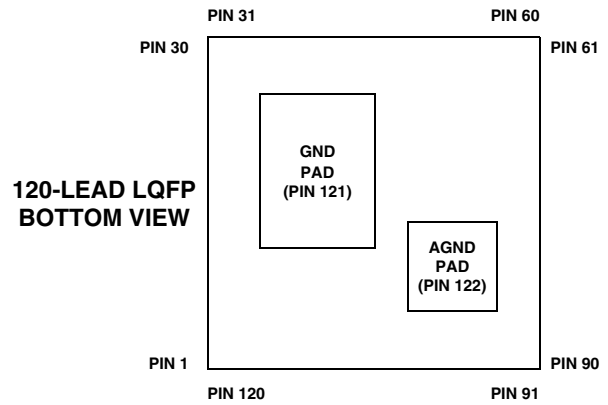 PIN 31
PIN 60
PIN 30
PIN 61
GND
PAD
(PIN 121)
120-LEAD LQFP
BOTTOM VIEW
AGND
PAD
(PIN 122)
PIN 1
PIN 90
PIN 120
PIN 91